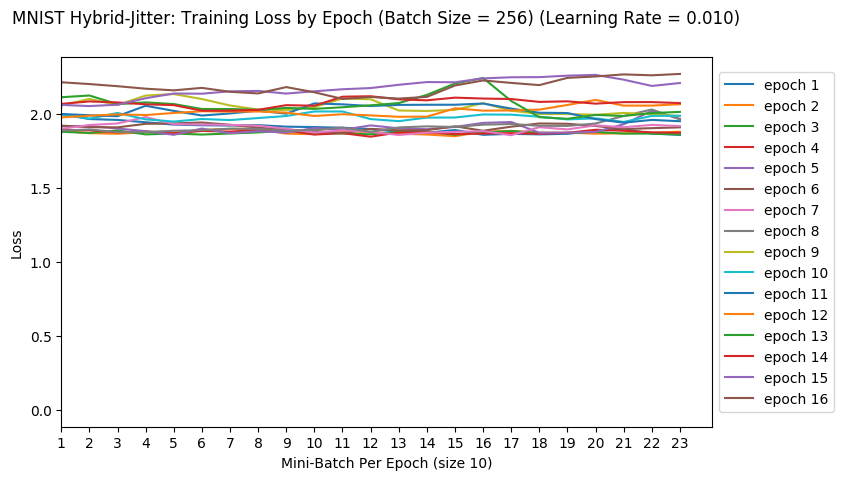 MNIST Hybrid-Jitter: Training Loss by Epoch (Batch Size = 256) (Learning Rate = 0.010)
2.0
1.5
1.0
0.5
0.0
Loss
1 2 3 4 5 6 7 8 9 10 11 12 13 14 15 16 17 18 19 20 21 22 23
Mini-Batch Per Epoch (size 10)
epoch 1
epoch 2
epoch 3
epoch 4
epoch 5
epoch 6
epoch 7
epoch 8
epoch 9
epoch 10
epoch 11
epoch 12
epoch 13
epoch 14
epoch 15
epoch 16